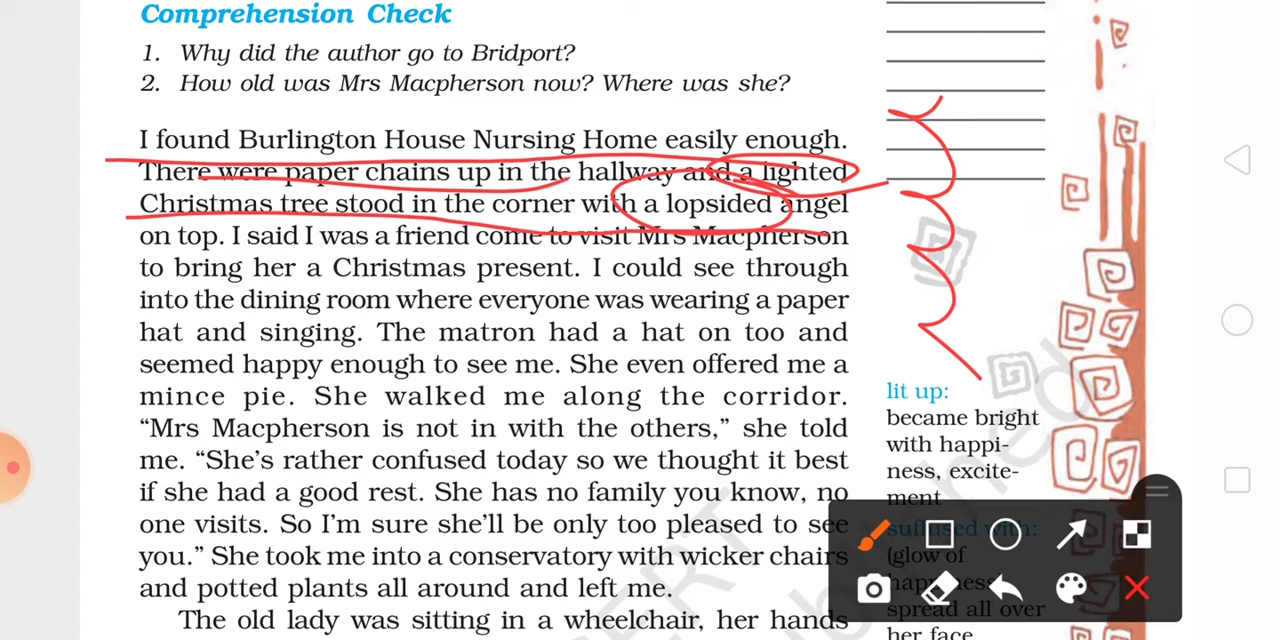 Comprehension Check
1. Why did the author go to Bridport?
2. How old was Mrs Macpherson now? Where was she?
I found Burlington House Nursing Home easily enough.
There were paper chains up in the hallway and a lighted
Christmas tree stood in the corner with a lopsided angel
on top. I said I was a friend come to visit Mrs Macpherson
to bring her a Christmas present. I could see through
into the dining room where everyone was wearing a paper
hat and singing. The matron had a hat on too and
seemed happy enough to see me. She even offered me a
mince pie. She walked me along the corridor.
“Mrs Macpherson is not in with the others,” she told
me. “She’s rather confused today so we thought it best
if she had a good rest. She has no family you know, no
one visits. So I’m sure she’ll be only too pleased to see
you.” She took me into a conservatory with wicker chairs
and potted plants all around and left me.
The old lady was sitting in a wheelchair, her hands
lit up:
became bright
with happi-
ness, excite-
ment
suffused with:
(glow of
happiness
spread all over
her face